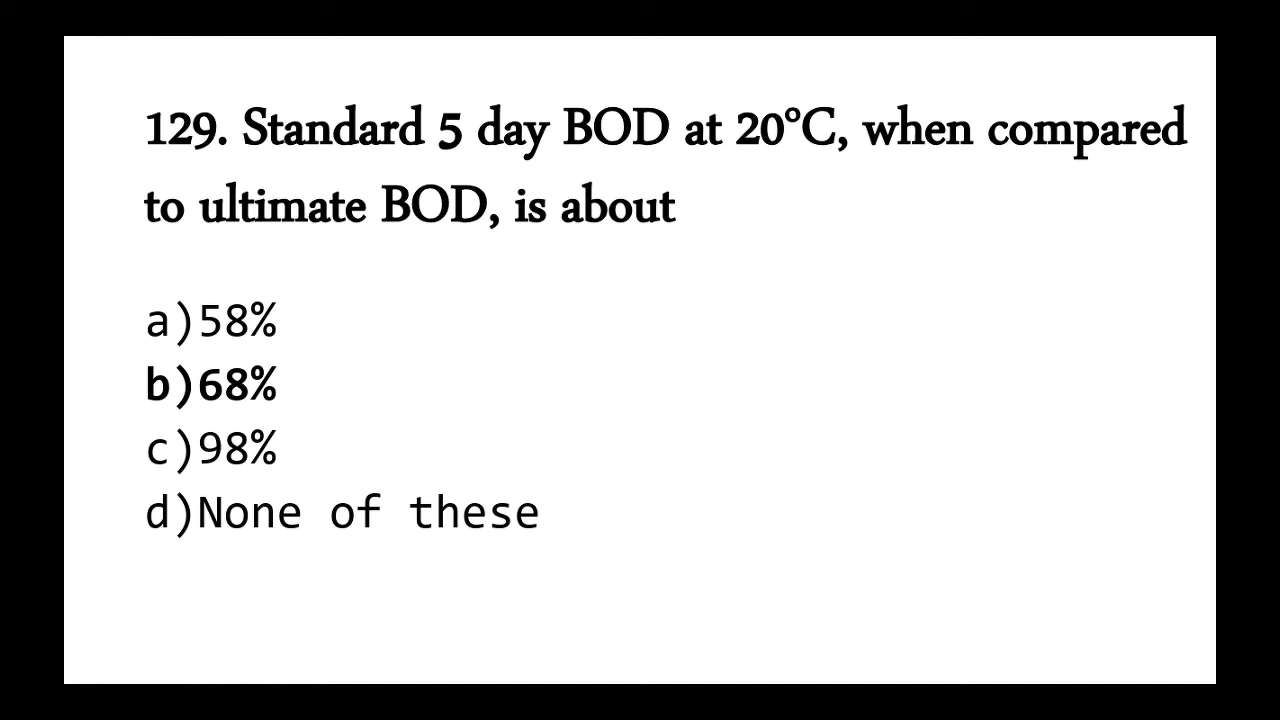 129. Standard 5 day BOD at 20°C, when compared
to ultimate BOD, is about
a)58%
b)68%
c)98%
d)None of these